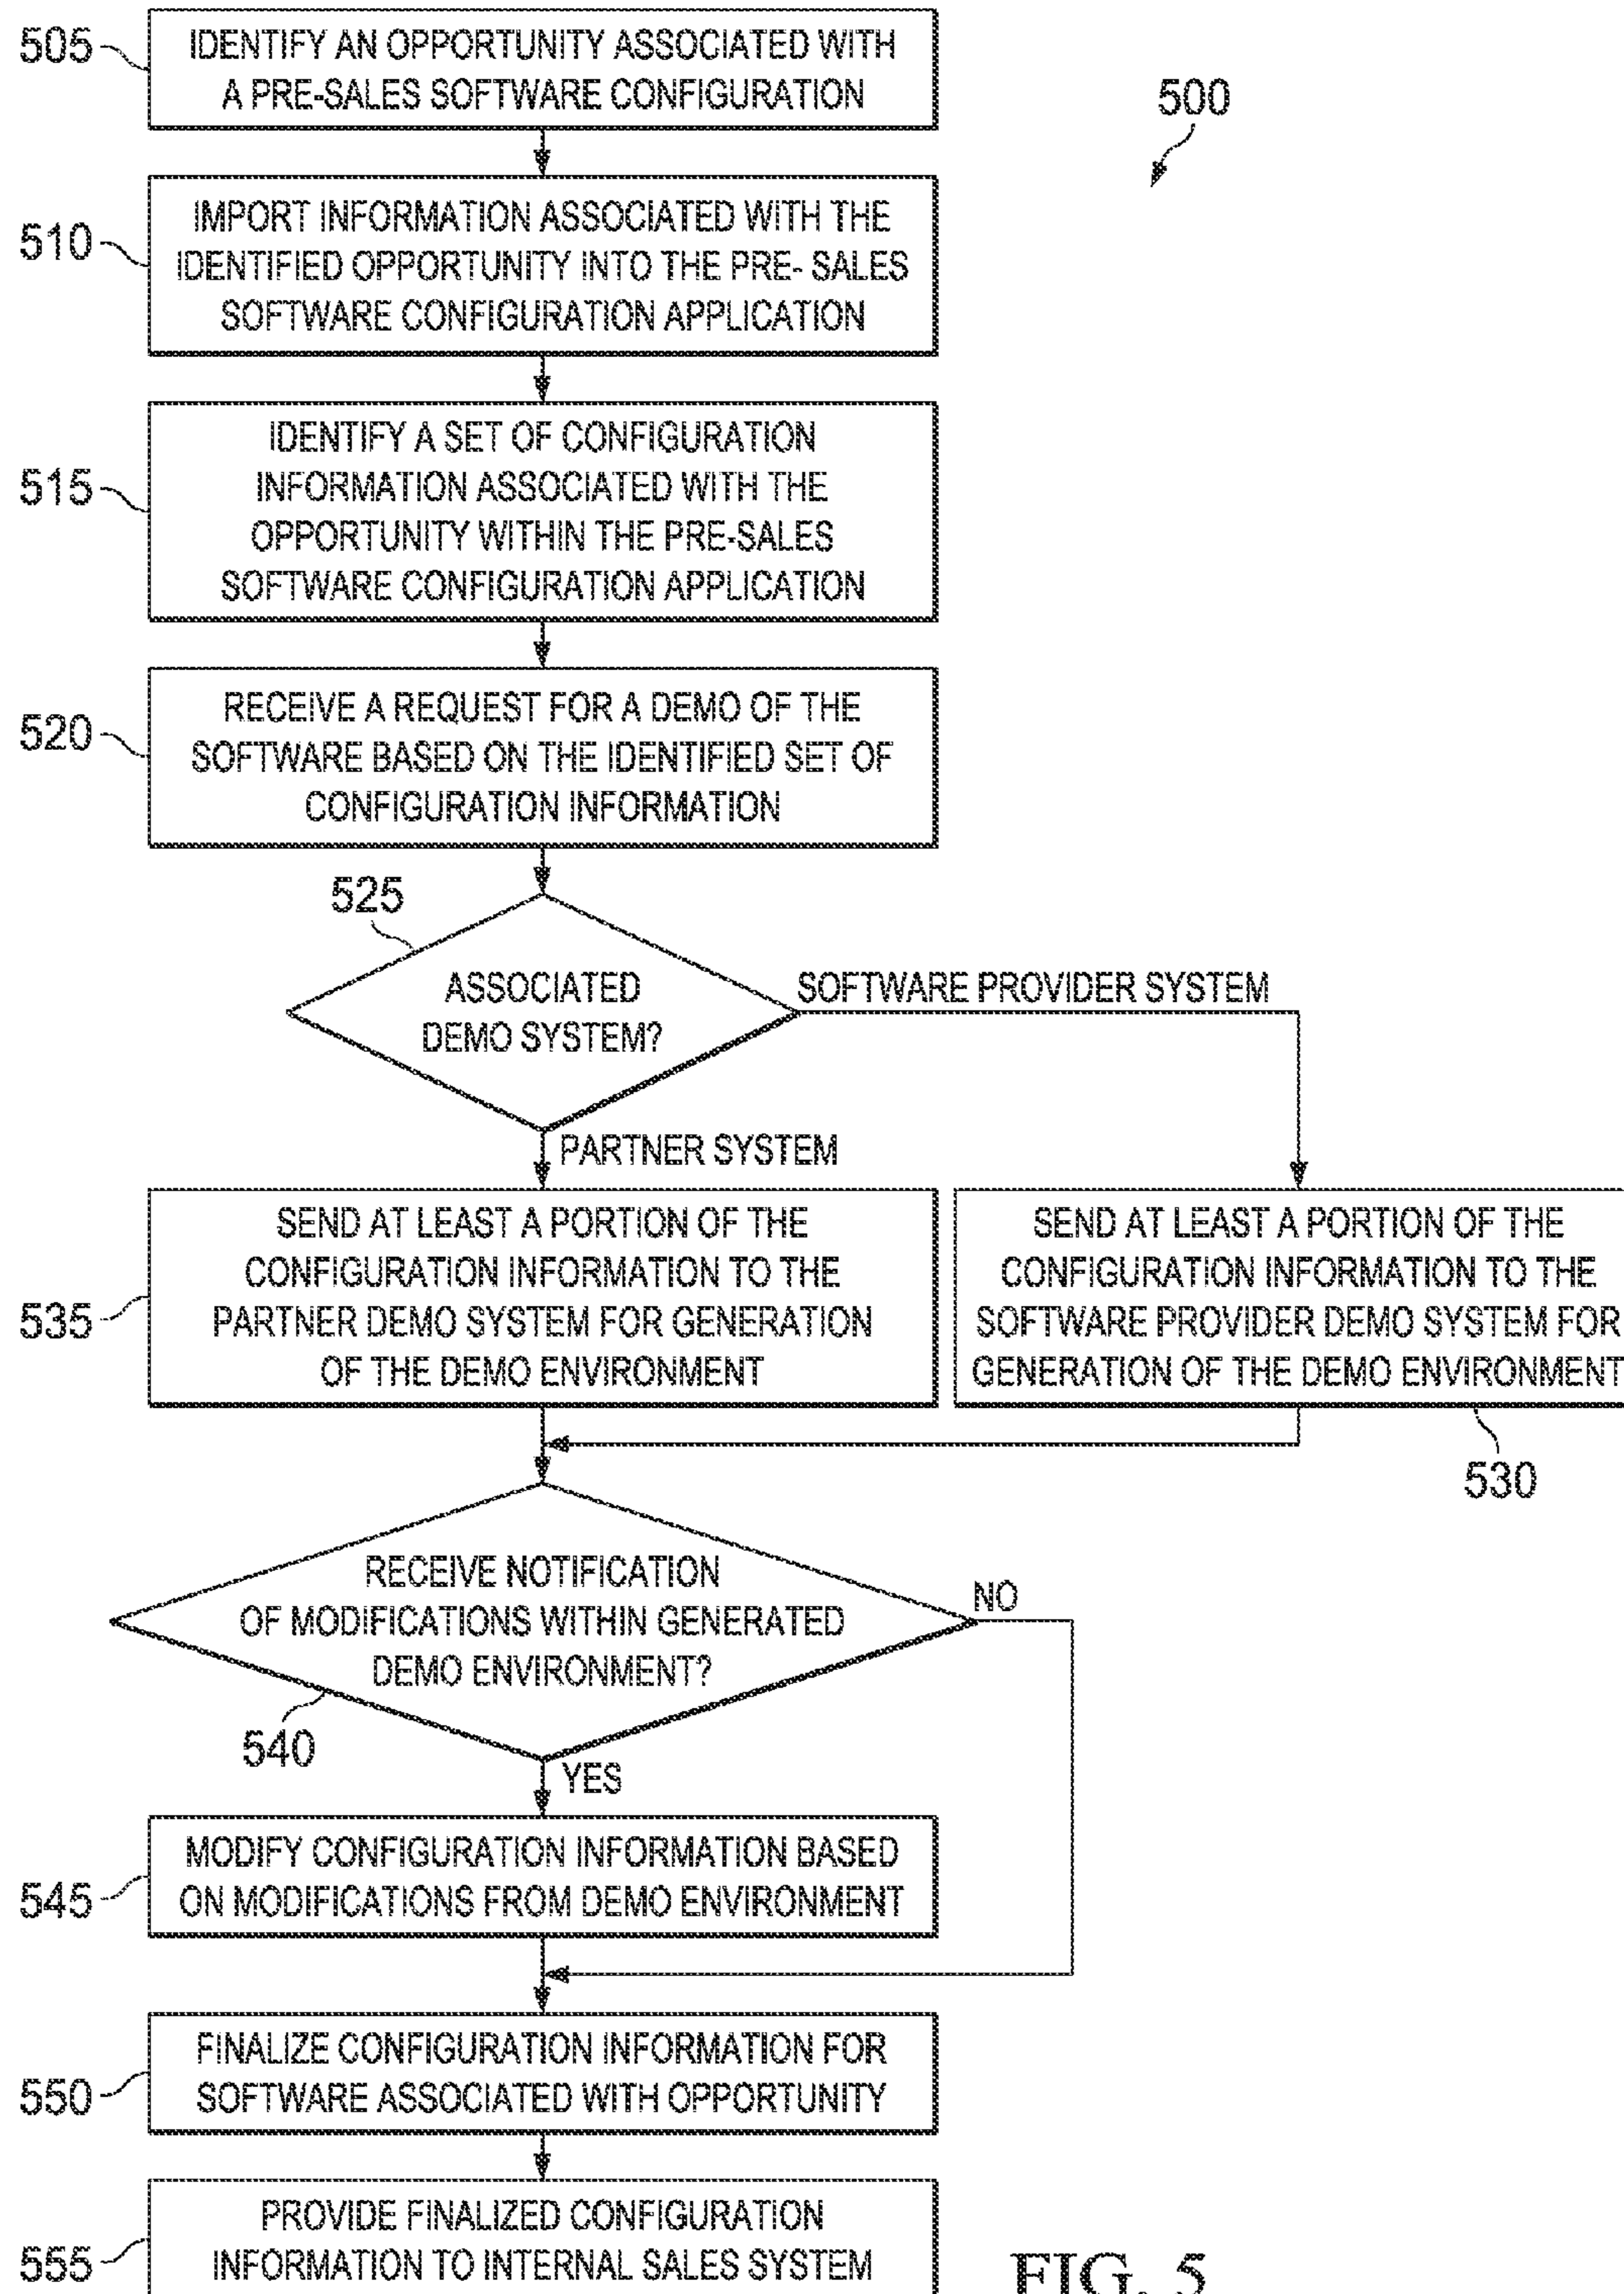 505
IDENTIFY AN OPPORTUNITY ASSOCIATED WITH
A PRE-SALES SOFTWARE CONFIGURATION
500
510
IMPORT INFORMATION ASSOCIATED WITH THE
IDENTIFIED OPPORTUNITY INTO THE PRE- SALES
SOFTWARE CONFIGURATION APPLICATION
515
IDENTIFY A SET OF CONFIGURATION
INFORMATION ASSOCIATED WITH THE
OPPORTUNITY WITHIN THE PRE-SALES
SOFTWARE CONFIGURATION APPLICATION
520
RECEIVE A REQUEST FOR A DEMO OF THE
SOFTWARE BASED ON THE IDENTIFIED SET OF
CONFIGURATION INFORMATION
525
ASSOCIATED
DEMO SYSTEM?
SOFTWARE PROVIDER SYSTEM
PARTNER SYSTEM
535
SEND AT LEAST A PORTION OF THE
CONFIGURATION INFORMATION TO THE
PARTNER DEMO SYSTEM FOR GENERATION
OF THE DEMO ENVIRONMENT
SEND AT LEAST A PORTION OF THE
CONFIGURATION INFORMATION TO THE
SOFTWARE PROVIDER DEMO SYSTEM FOR
GENERATION OF THE DEMO ENVIRONMENT
530
RECEIVE NOTIFICATION
OF MODIFICATIONS WITHIN GENERATED
DEMO ENVIRONMENT?
NO
540
YES
545
MODIFY CONFIGURATION INFORMATION BASED
ON MODIFICATIONS FROM DEMO ENVIRONMENT
550
FINALIZE CONFIGURATION INFORMATION FOR
SOFTWARE ASSOCIATED WITH OPPORTUNITY
555
PROVIDE FINALIZED CONFIGURATION
INFORMATION TO INTERNAL SALES SYSTEM
FIG. 5